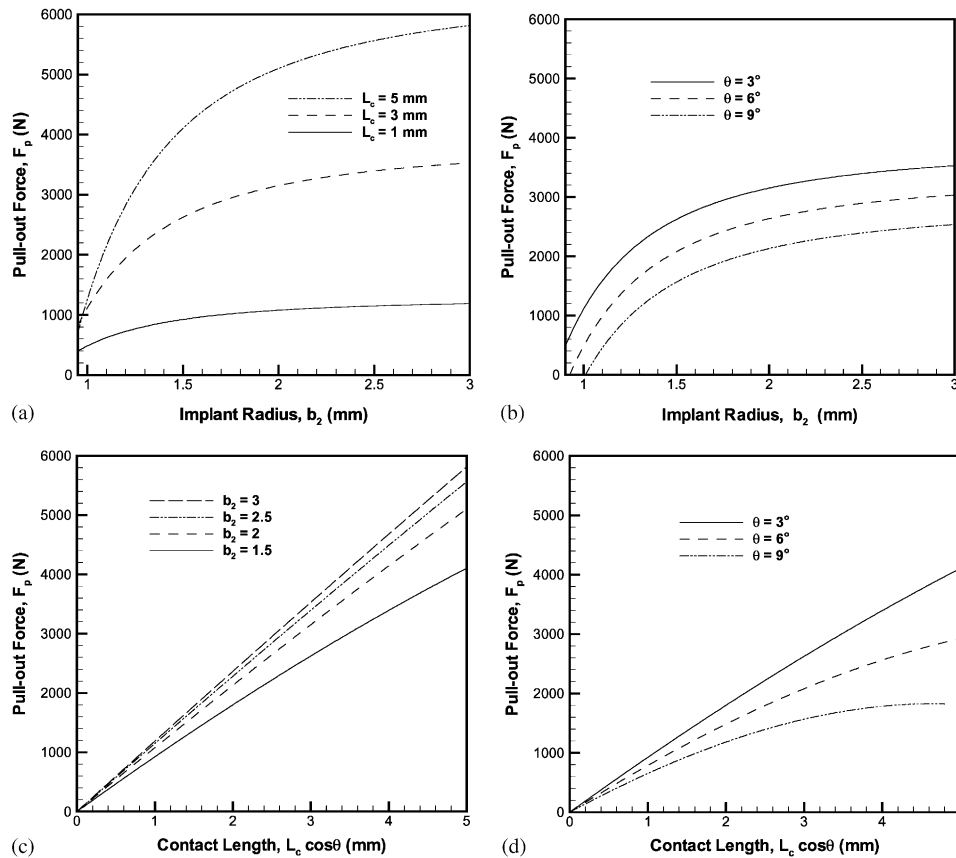 6000
5000
4000
3000
2000
1000
0
Pull-out Force, Fₚ (N)
L꜀ = 5 mm
L꜀ = 3 mm
L꜀ = 1 mm
1 1.5 2 2.5 3
(a) Implant Radius, b₂ (mm)
6000
5000
4000
3000
2000
1000
0
Pull-out Force, Fₚ (N)
θ = 3°
θ = 6°
θ = 9°
1 1.5 2 2.5 3
(b) Implant Radius, b₂ (mm)
6000
5000
4000
3000
2000
1000
0
Pull-out Force, Fₚ (N)
b₂ = 3
b₂ = 2.5
b₂ = 2
b₂ = 1.5
0 1 2 3 4 5
(c) Contact Length, L꜀ cosθ (mm)
6000
5000
4000
3000
2000
1000
0
Pull-out Force, Fₚ (N)
θ = 3°
θ = 6°
θ = 9°
0 1 2 3 4
(d) Contact Length, L꜀ cosθ (mm)